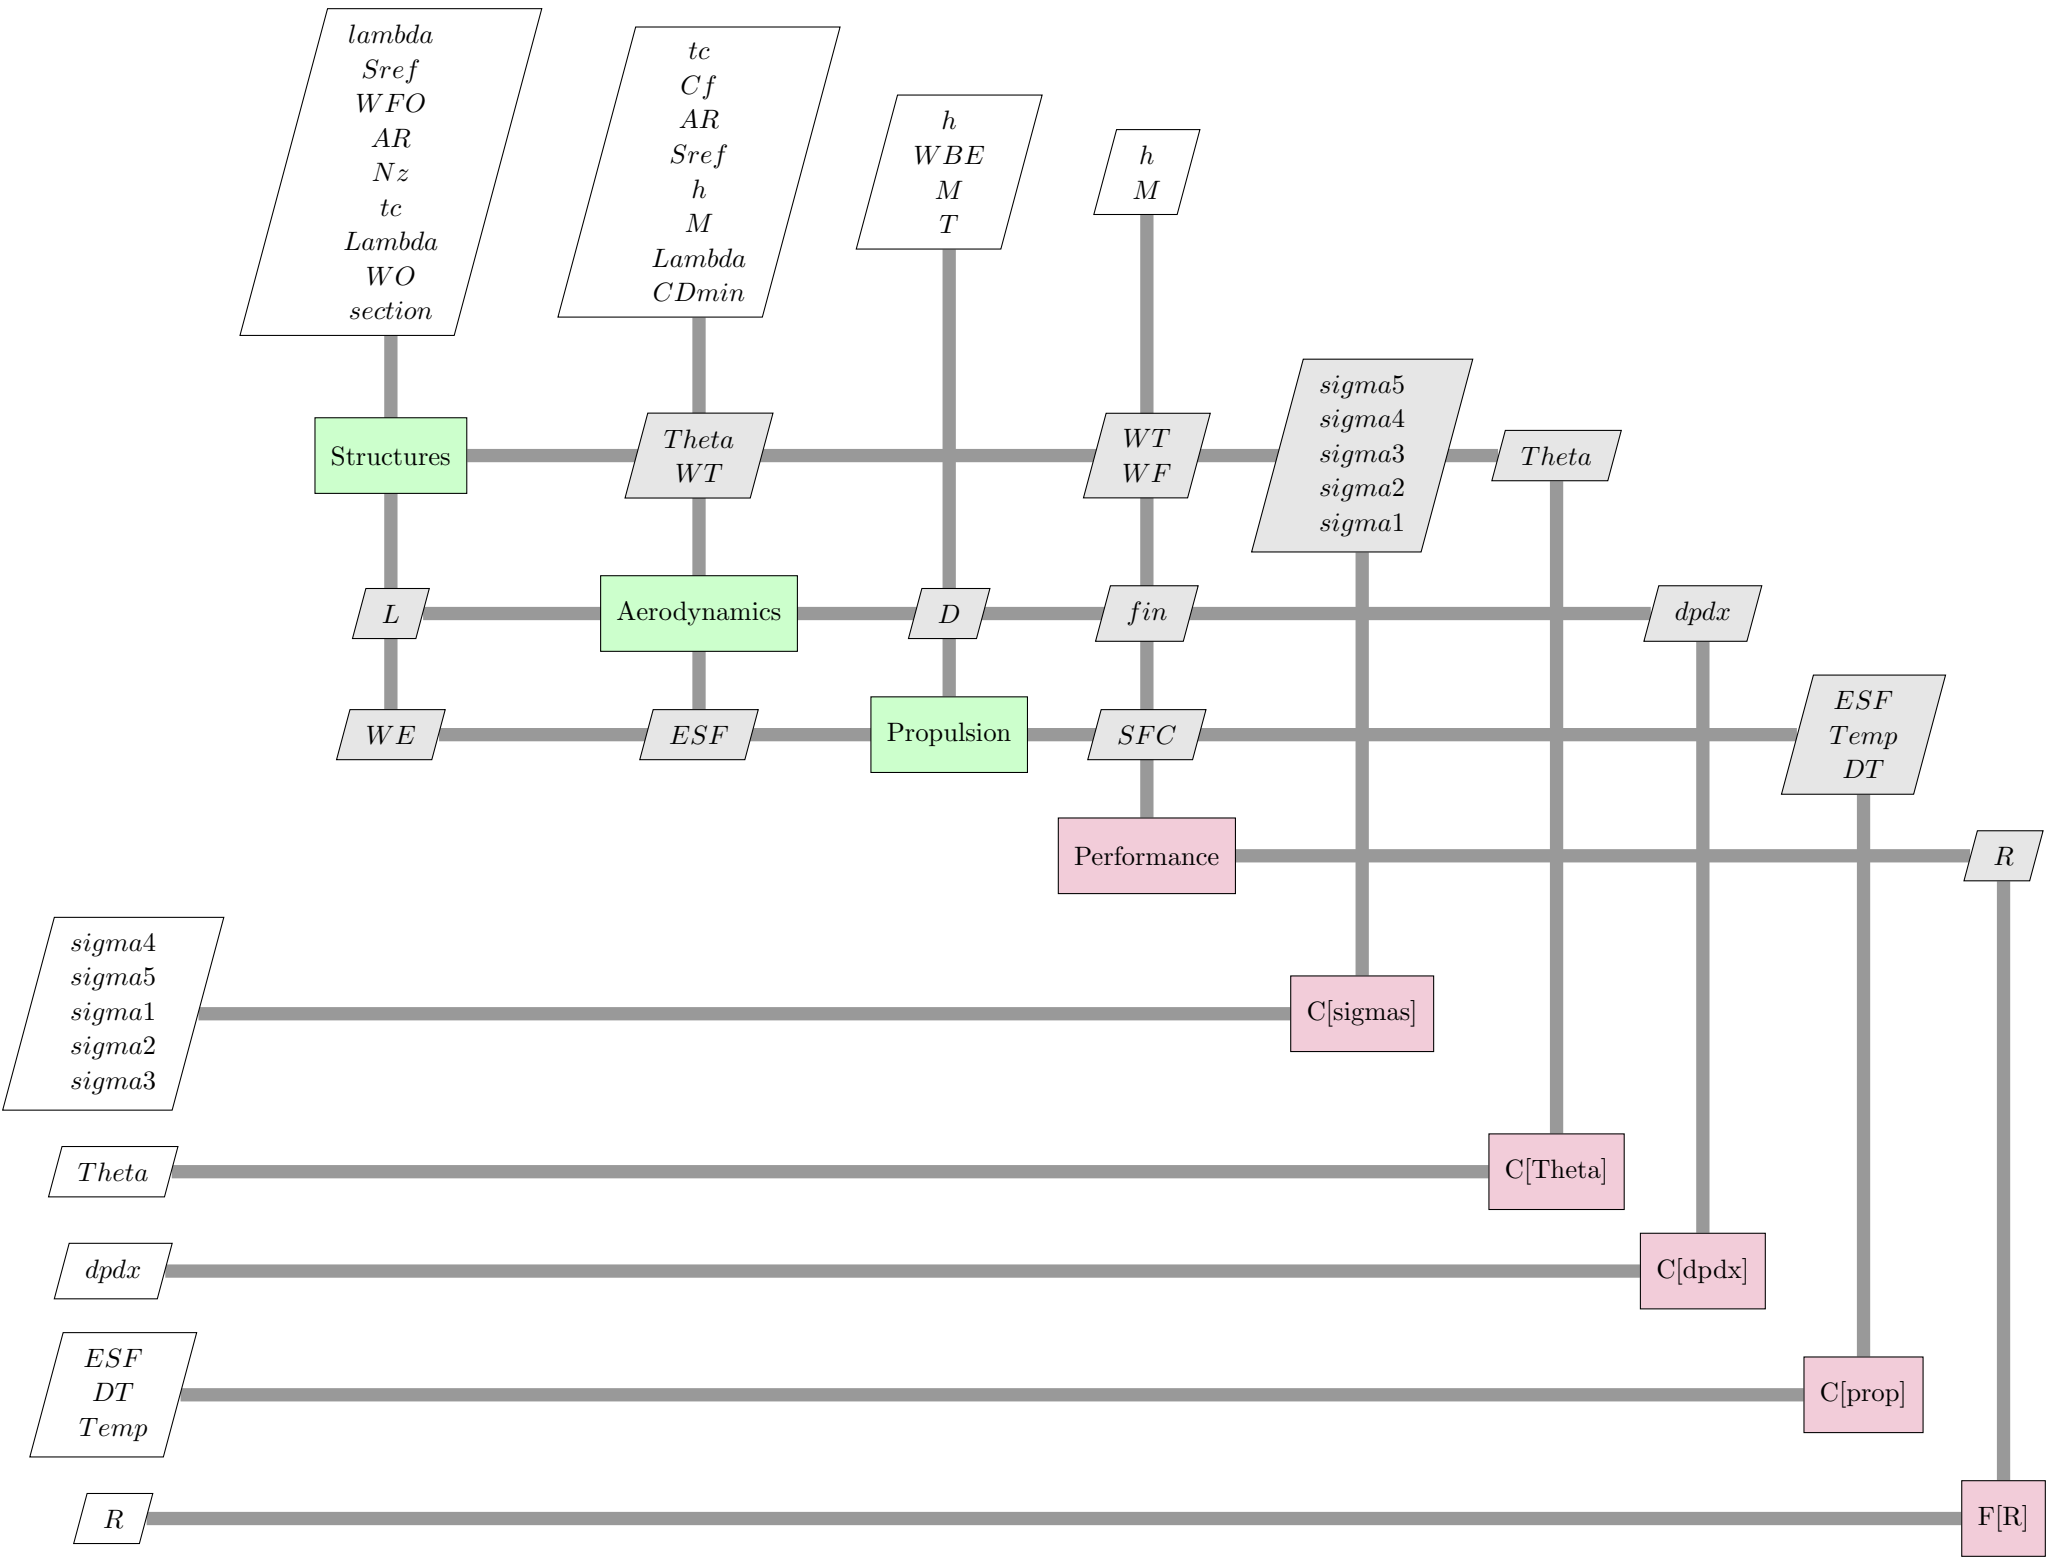 lambda
Sref
WFO
AR
Nz
tc
Lambda
WO
section
tc
Cf
AR
Sref
h
M
Lambda
CDmin
h
WBE
M
T
h
M
Structures
Theta
WT
WT
WF
sigma5
sigma4
sigma3
sigma2
sigma1
Theta
L
Aerodynamics
D
fin
dpdx
WE
ESF
Propulsion
SFC
ESF
Temp
DT
Performance
R
sigma4
sigma5
sigma1
sigma2
sigma3
C[sigmas]
Theta
C[Theta]
dpdx
C[dpdx]
ESF
DT
Temp
C[prop]
R
F[R]